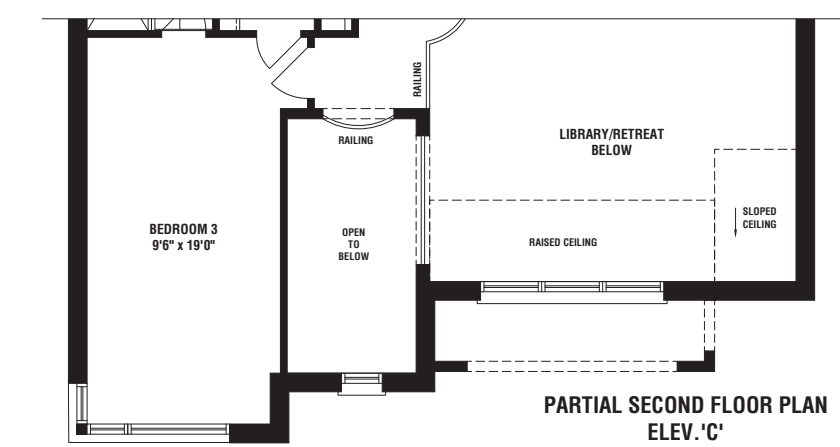 RAILING
RAILING
LIBRARY/RETREAT
BELOW
BEDROOM 3
9'6" x 19'0"
OPEN
TO
BELOW
RAISED CEILING
SLOPED
CEILING
PARTIAL SECOND FLOOR PLAN
ELEV.'C'